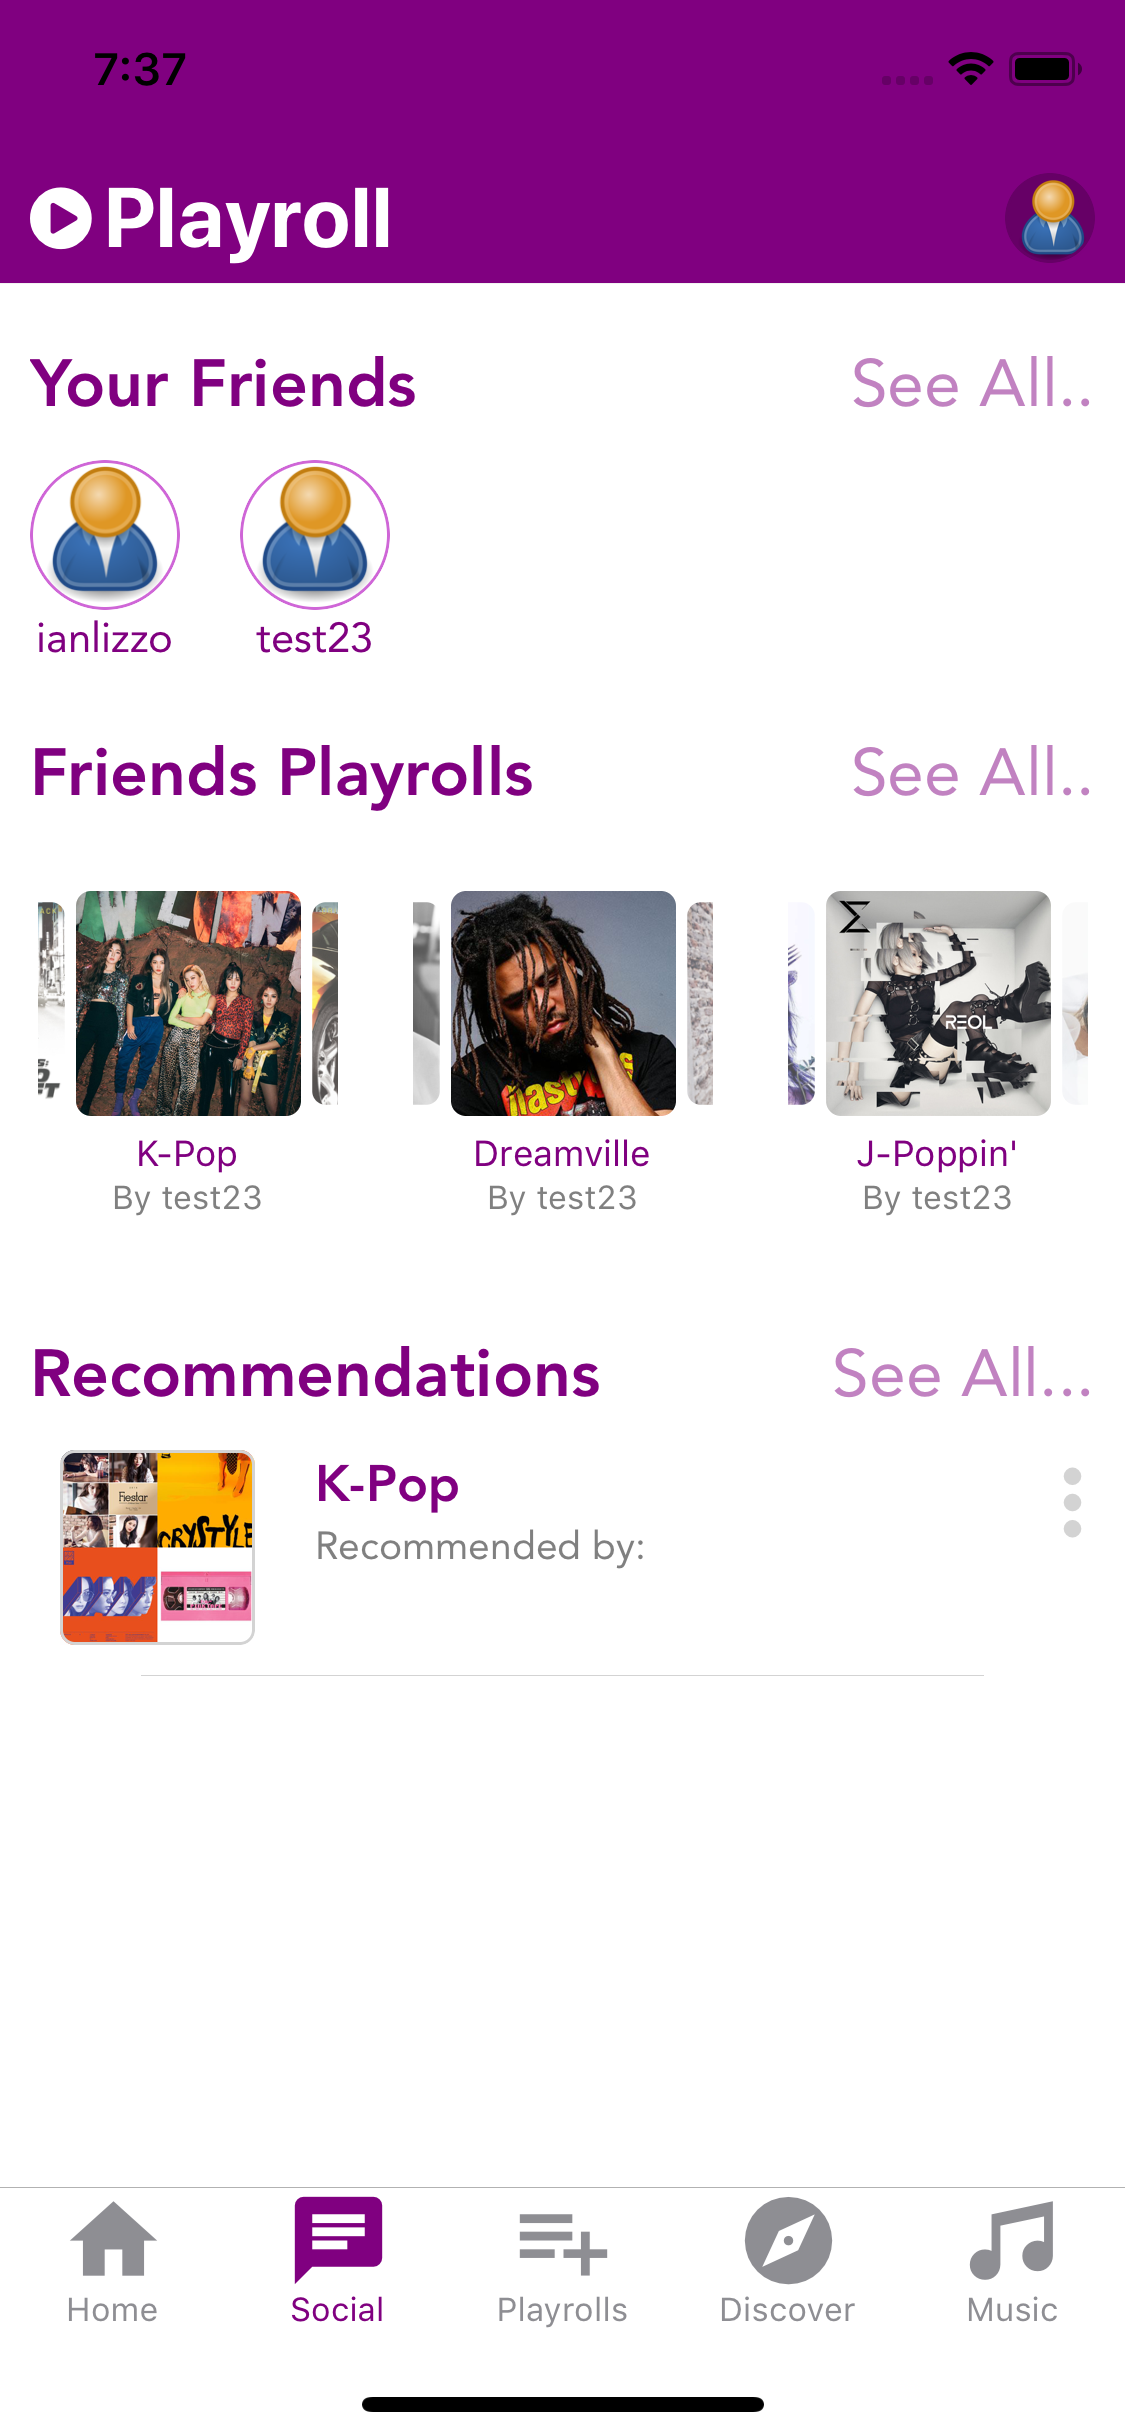 7:37
Playroll
Your Friends See All..
ianlizzo test23
Friends Playrolls See All..
REOL
K-Pop Dreamville J-Poppin'
By test23 By test23 By test23
Recommendations See All...
Fiestar
CRYSTYLE
K-Pop
Recommended by:
Home Social Playrolls Discover Music